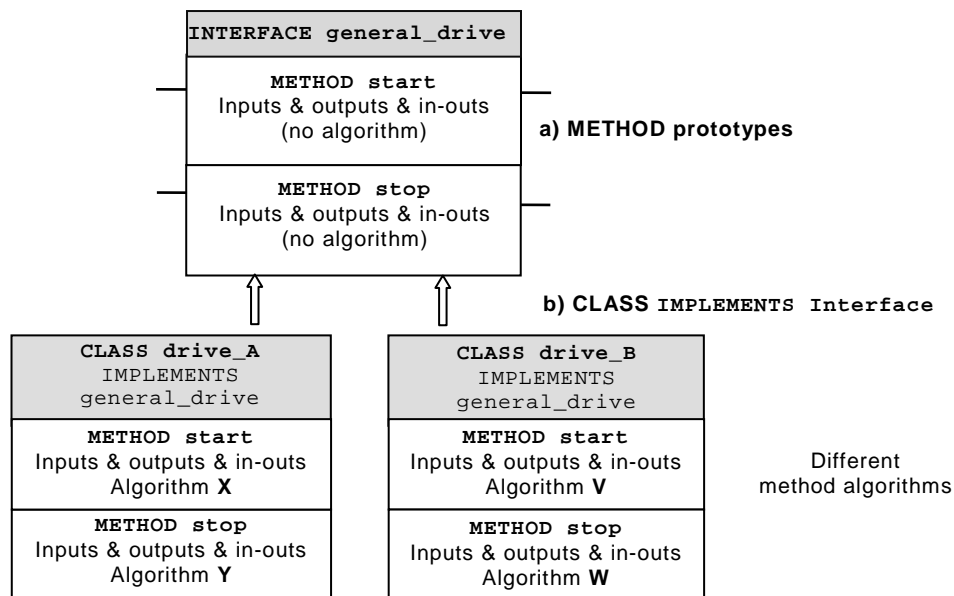 INTERFACE general_drive
METHOD start
Inputs & outputs & in-outs
(no algorithm)
a) METHOD prototypes
METHOD stop
Inputs & outputs & in-outs
(no algorithm)
b) CLASS IMPLEMENTS Interface
CLASS drive_A
IMPLEMENTS
general_drive
METHOD start
Inputs & outputs & in-outs
Algorithm X
METHOD stop
Inputs & outputs & in-outs
Algorithm Y
CLASS drive_B
IMPLEMENTS
general_drive
METHOD start
Inputs & outputs & in-outs
Algorithm V
METHOD stop
Inputs & outputs & in-outs
Algorithm W
Different
method algorithms